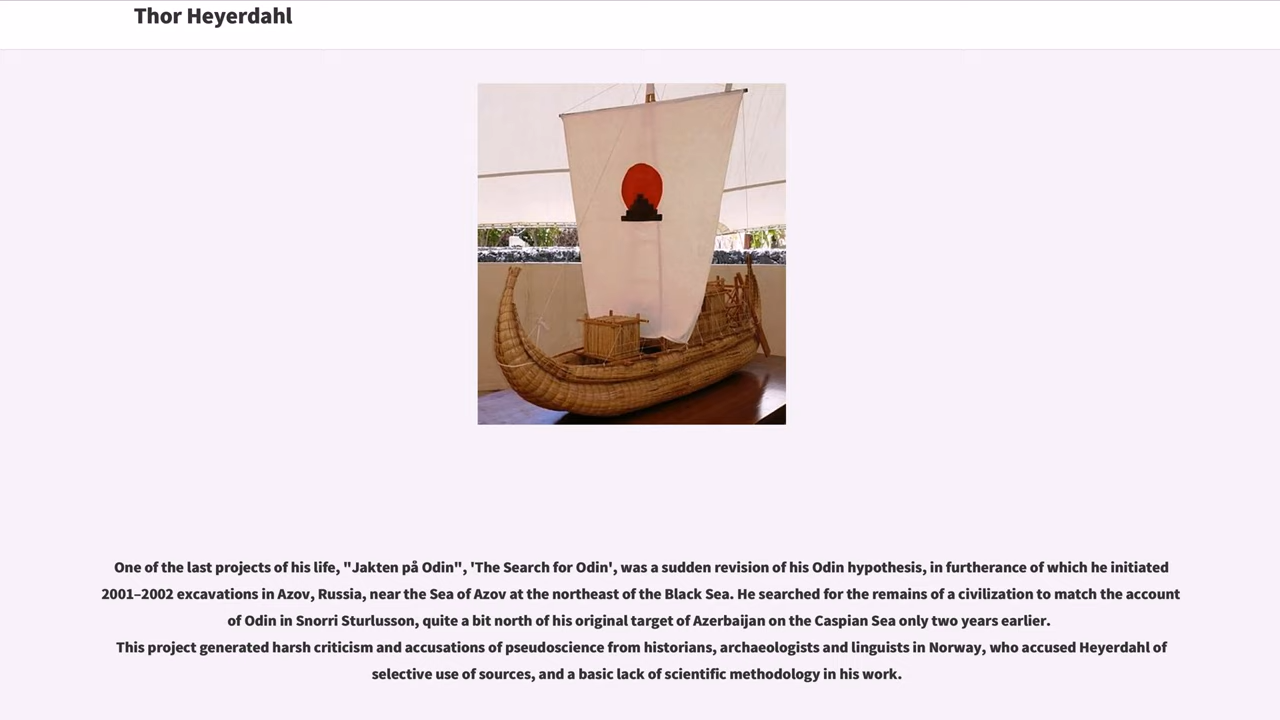 Thor Heyerdahl
One of the last projects of his life, "Jakten på Odin", 'The Search for Odin', was a sudden revision of his Odin hypothesis, in furtherance of which he initiated
2001–2002 excavations in Azov, Russia, near the Sea of Azov at the northeast of the Black Sea. He searched for the remains of a civilization to match the account
of Odin in Snorri Sturlusson, quite a bit north of his original target of Azerbaijan on the Caspian Sea only two years earlier.
This project generated harsh criticism and accusations of pseudoscience from historians, archaeologists and linguists in Norway, who accused Heyerdahl of
selective use of sources, and a basic lack of scientific methodology in his work.